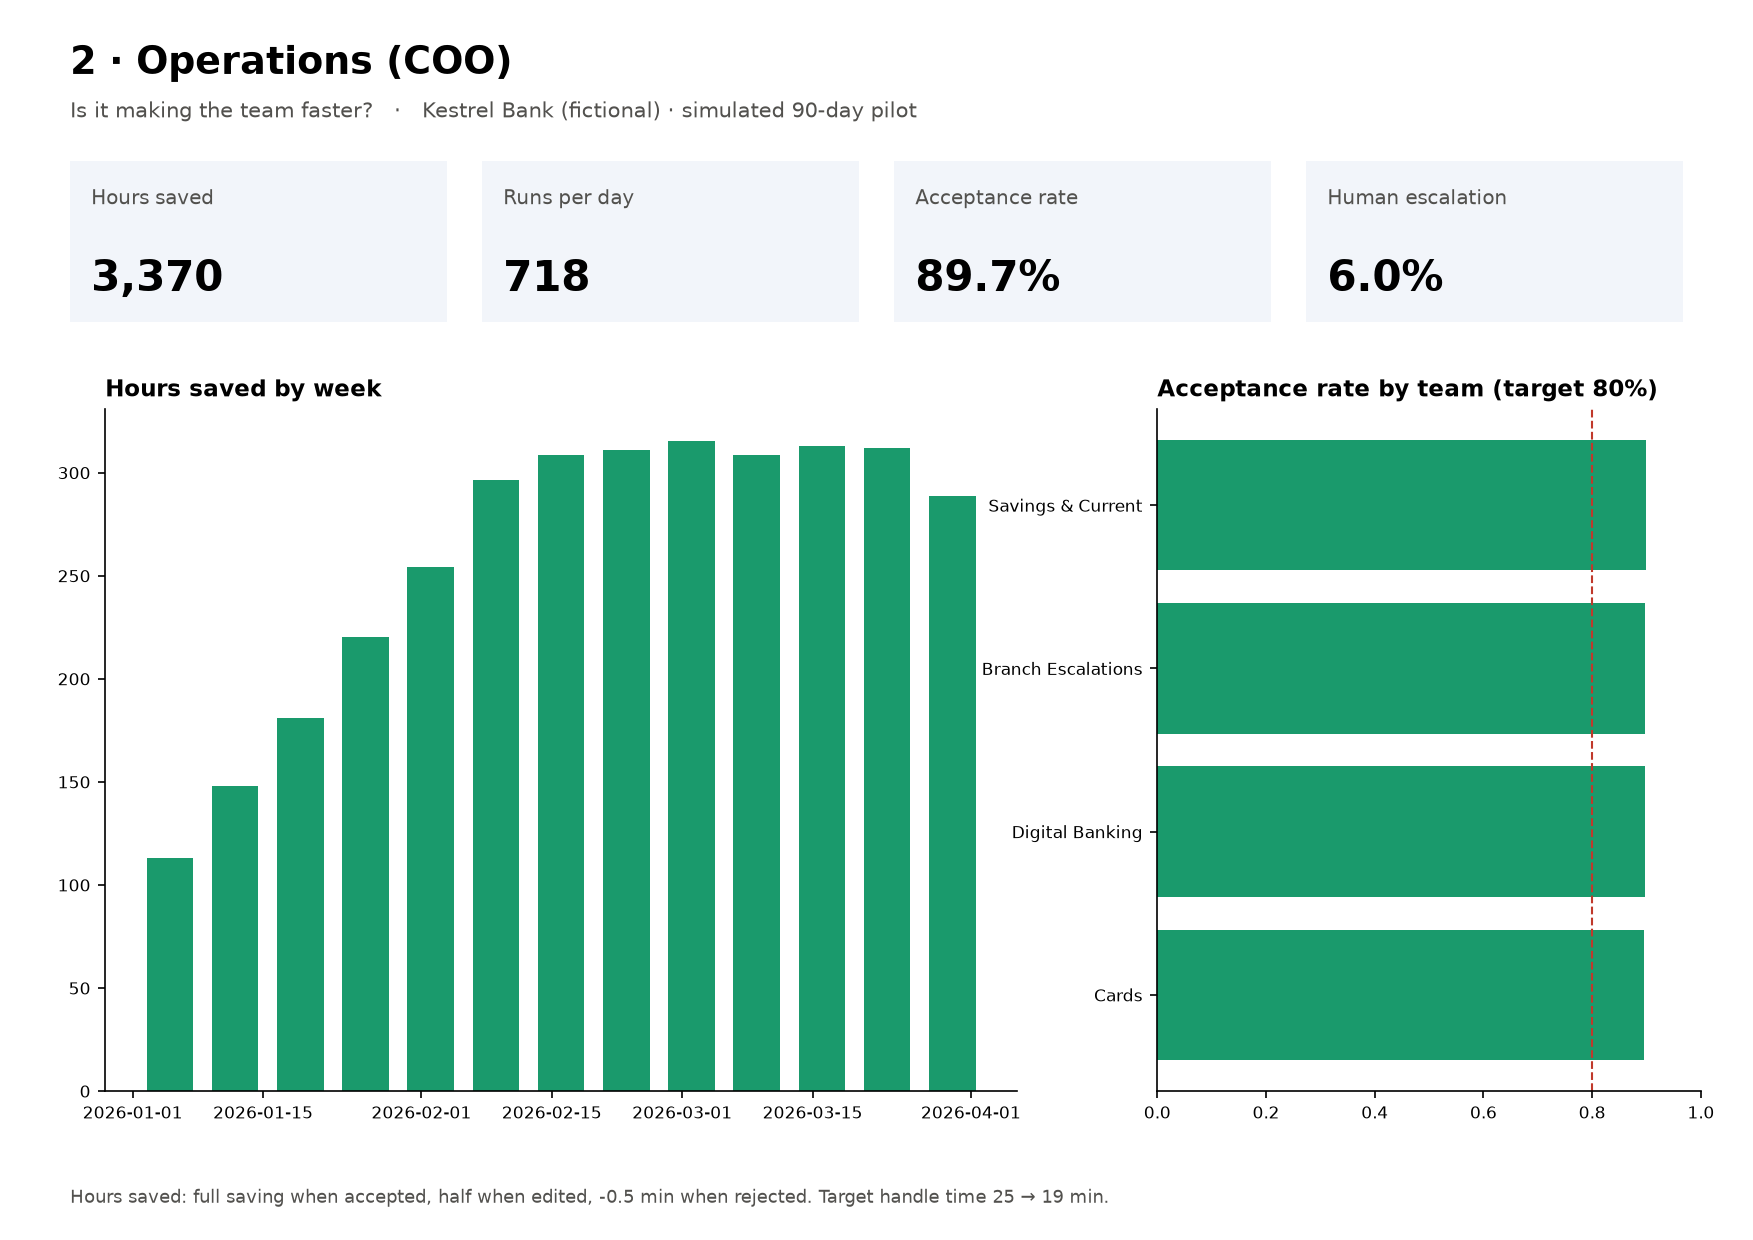 2 · Operations (COO)
Is it making the team faster? · Kestrel Bank (fictional) · simulated 90-day pilot
Hours saved
3,370
Runs per day
718
Acceptance rate
89.7%
Human escalation
6.0%
Hours saved by week
300
250
200
150
100
50
0
2026-01-01 2026-01-15 2026-02-01 2026-02-15 2026-03-01 2026-03-15 2026-04-01
Acceptance rate by team (target 80%)
Savings & Current
Branch Escalations
Digital Banking
Cards
0.0 0.2 0.4 0.6 0.8 1.0
Hours saved: full saving when accepted, half when edited, -0.5 min when rejected. Target handle time 25 → 19 min.